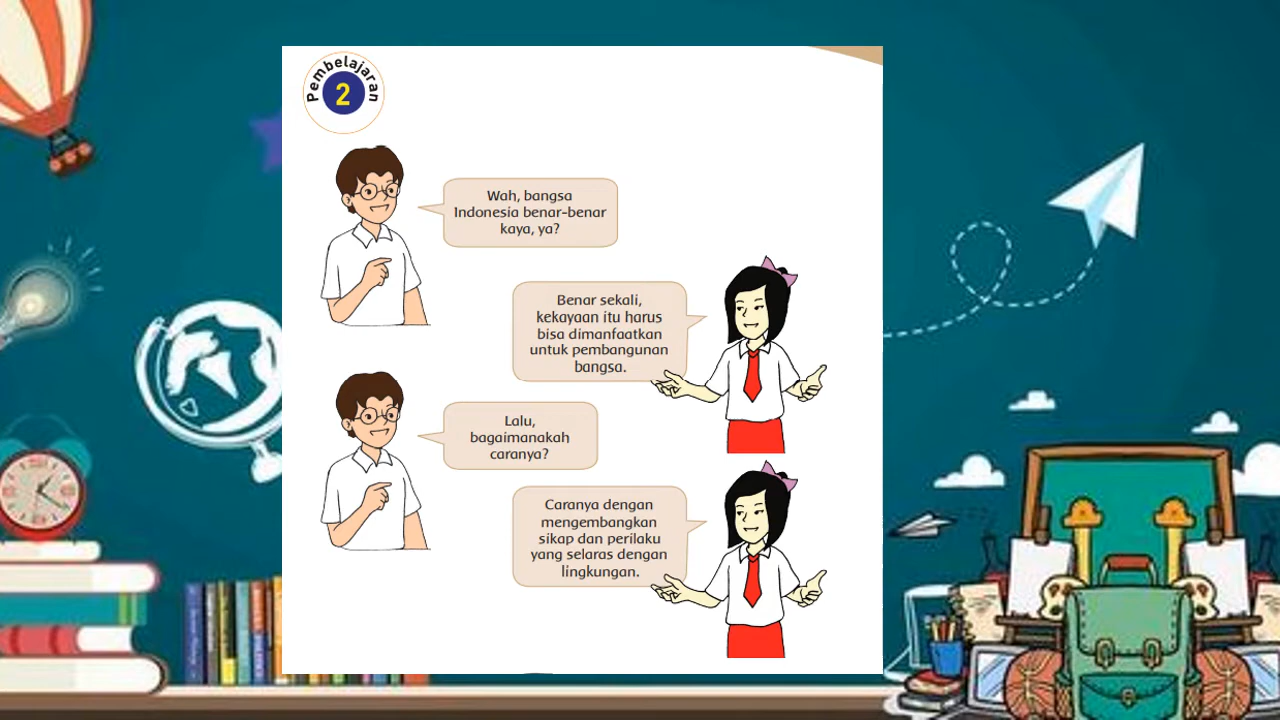 Pembelajaran
2
Wah, bangsa
Indonesia benar-benar
kaya, ya?
Benar sekali,
kekayaan itu harus
bisa dimanfaatkan
untuk pembangunan
bangsa.
Lalu,
bagaimanakah
caranya?
Caranya dengan
mengembangkan
sikap dan perilaku
yang selaras dengan
lingkungan.